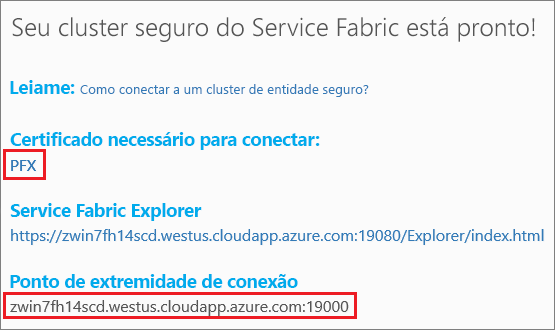 Seu cluster seguro do Service Fabric está pronto!
Leiame: Como conectar a um cluster de entidade seguro?
Certificado necessário para conectar:
PFX
Service Fabric Explorer
https://zwin7fh14scd.westus.cloudapp.azure.com:19080/Explorer/index.html
Ponto de extremidade de conexão
zwin7fh14scd.westus.cloudapp.azure.com:19000